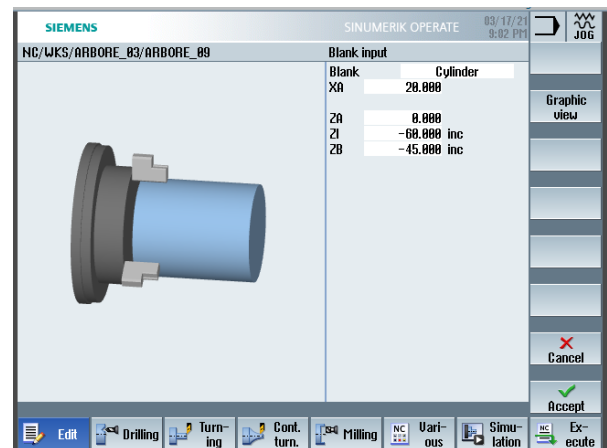 SIEMENS
SINUMERIK OPERATE
03/17/21
9:02 PM
JOG
NC/WKS/ARBORE_03/ARBORE_09
Blank input
Blank Cylinder
XA 20.000
ZA 0.000
ZI -60.000 inc
ZB -45.000 inc
Graphic
view
Cancel
Accept
Edit
Drilling
Turn-
ing
Cont.
turn.
Milling
NC
Vari-
ous
Simu-
lation
NC
Ex-
ecute